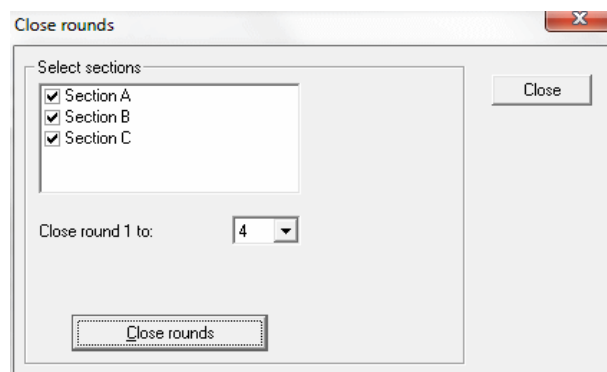 Close rounds
Select sections
Section A
Section B
Section C
Close
Close round 1 to:
4
Close rounds